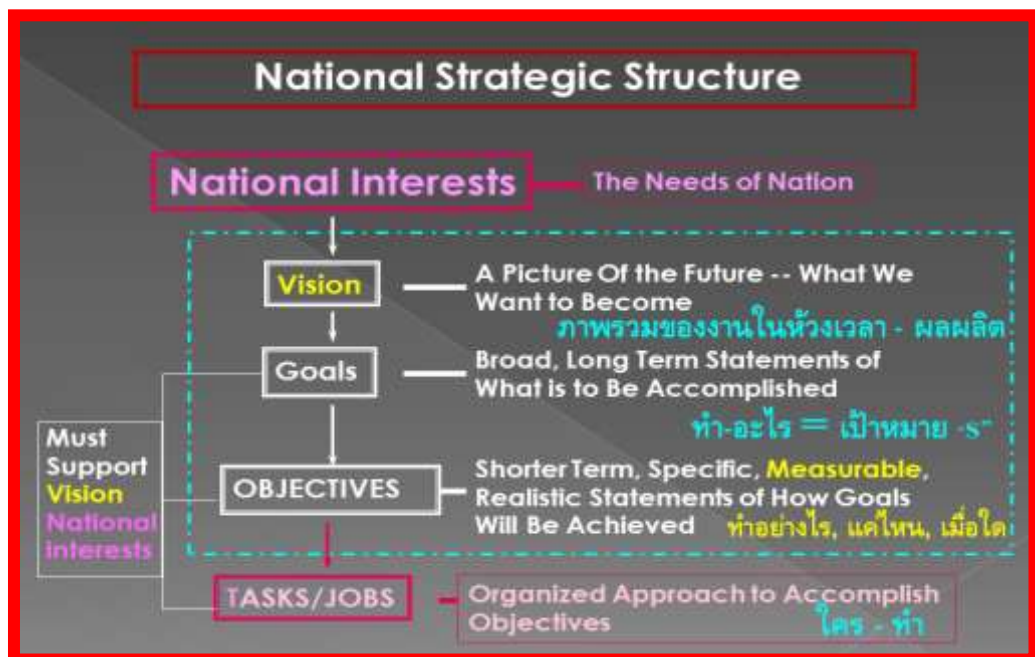 National Strategic Structure
National Interests
The Needs of Nation
Vision
A Picture Of the Future -- What We
Want to Become
ภาพรวมของงานในห้วงเวลา - ผลผลิต
Goals
Broad, Long Term Statements of
What is to Be Accomplished
ทำ-อะไร = เป้าหมาย -s"
Must
Support
Vision
National
interests
OBJECTIVES
Shorter Term, Specific, Measurable,
Realistic Statements of How Goals
Will Be Achieved
ทำอย่างไร, แค่ไหน, เมื่อใด
TASKS/JOBS
Organized Approach to Accomplish
Objectives
ใคร - ทำ